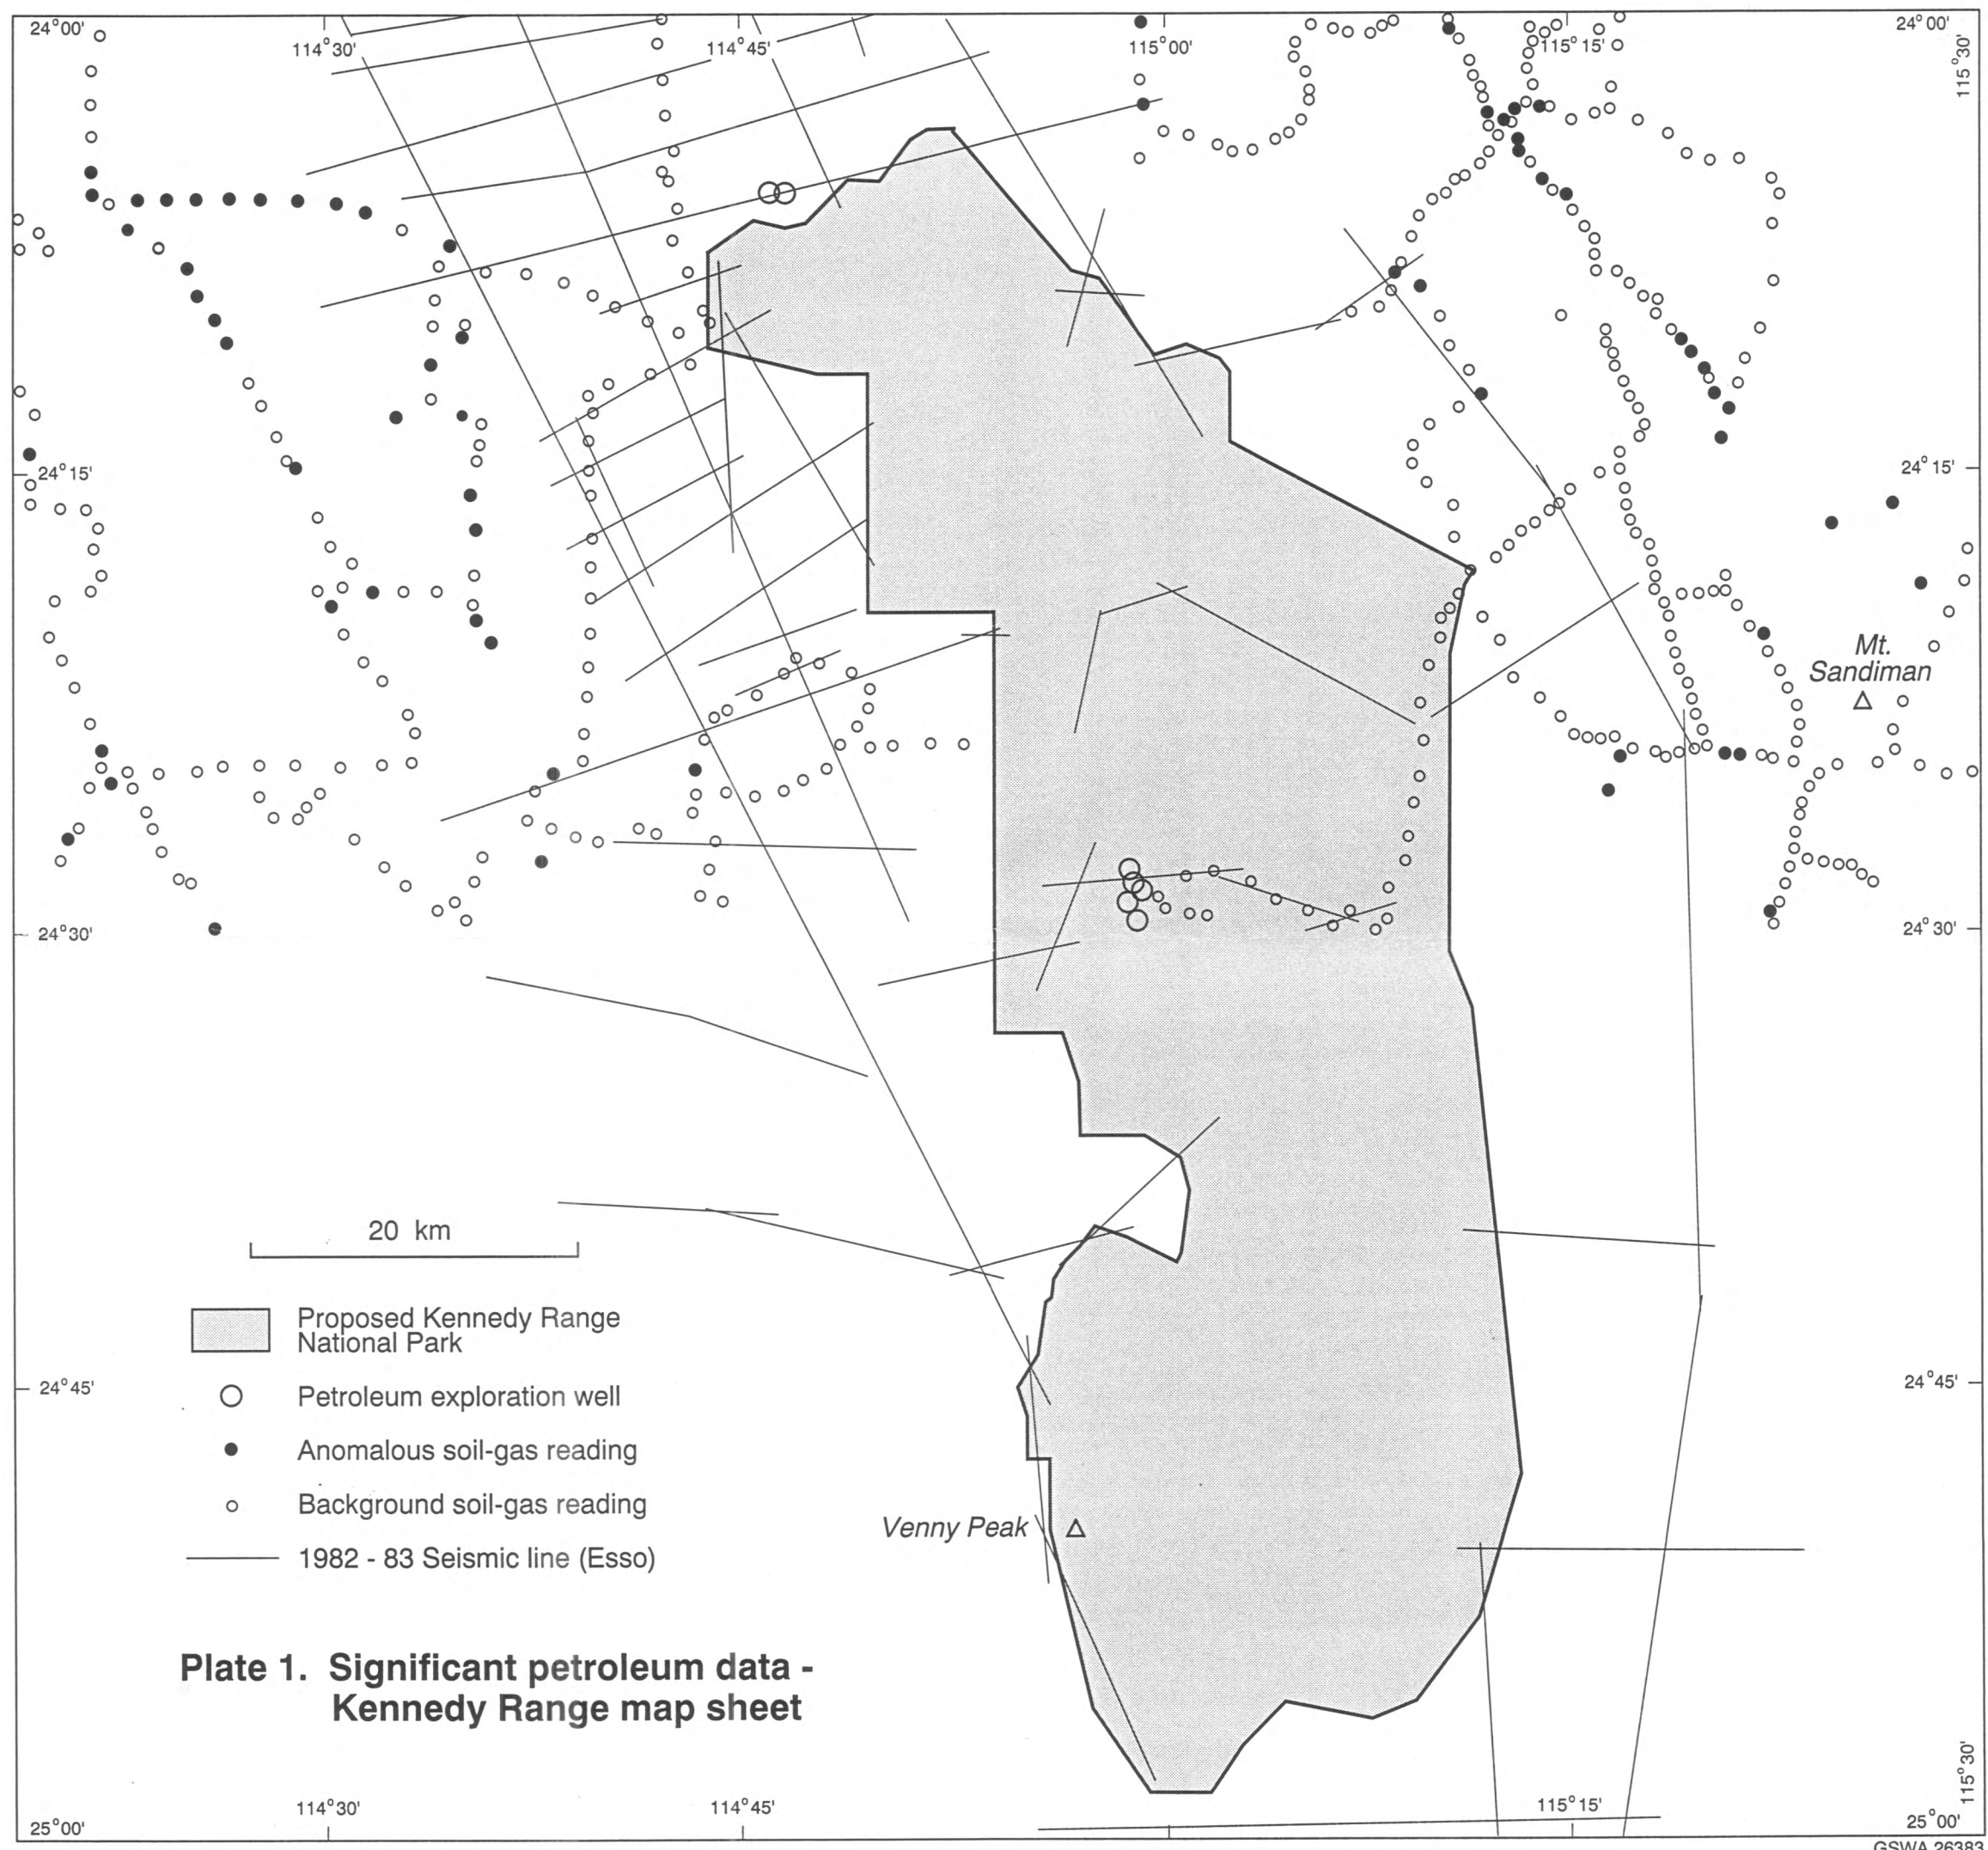 24°00'
114°30'
114°45'
115°00'
115°15'
24°00'
115°30'
24°15'
24°15'
Mt.
Sandiman
24°30'
24°30'
20 km
Proposed Kennedy Range
National Park
24°45'
24°45'
Petroleum exploration well
Anomalous soil-gas reading
Background soil-gas reading
Venny Peak
1982 - 83 Seismic line (Esso)
Plate 1. Significant petroleum data -
Kennedy Range map sheet
115°30'
114°30'
114°45'
115°15'
25°00'
25°00'
GSWA 26383